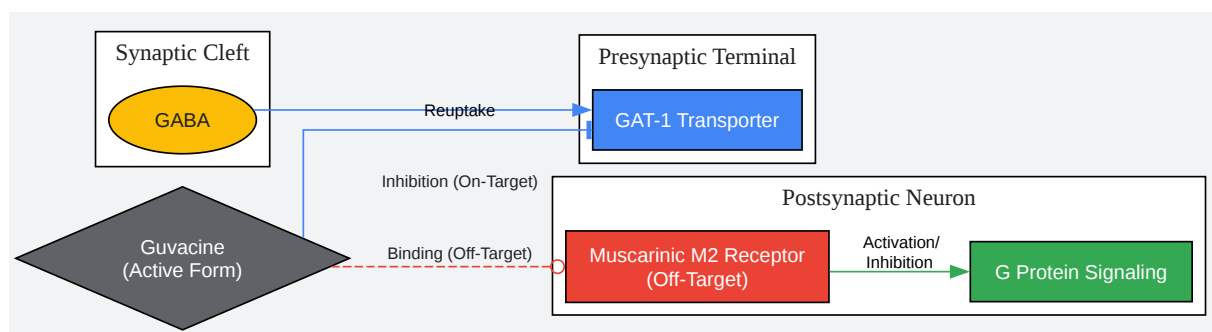 Synaptic Cleft
GABA
Reuptake
Presynaptic Terminal
GAT-1 Transporter
Inhibition (On-Target)
Guvacine
(Active Form)
Binding (Off-Target)
Postsynaptic Neuron
Muscarinic M2 Receptor
(Off-Target)
Activation/
Inhibition
G Protein Signaling